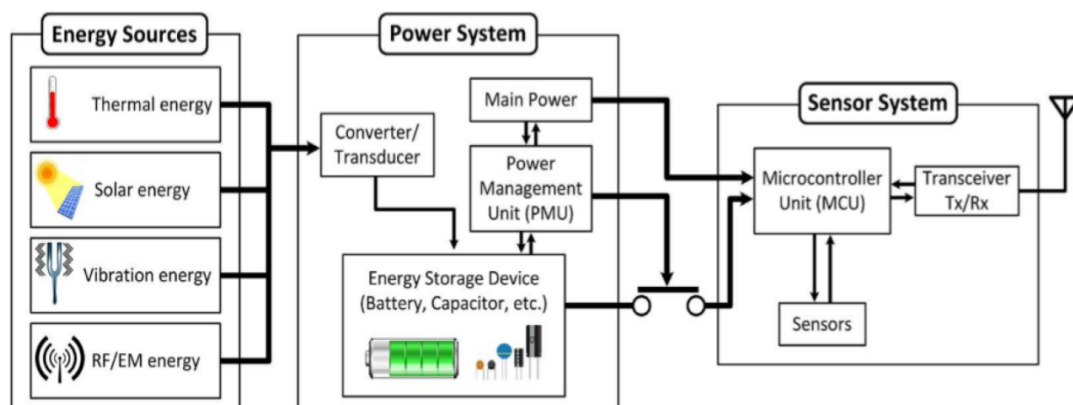 Energy Sources
Thermal energy
Solar energy
Vibration energy
RF/EM energy
Power System
Main Power
Converter/
Transducer
Power
Management
Unit (PMU)
Energy Storage Device
(Battery, Capacitor, etc.)
Sensor System
Microcontroller
Unit (MCU)
Transceiver
Tx/Rx
Sensors